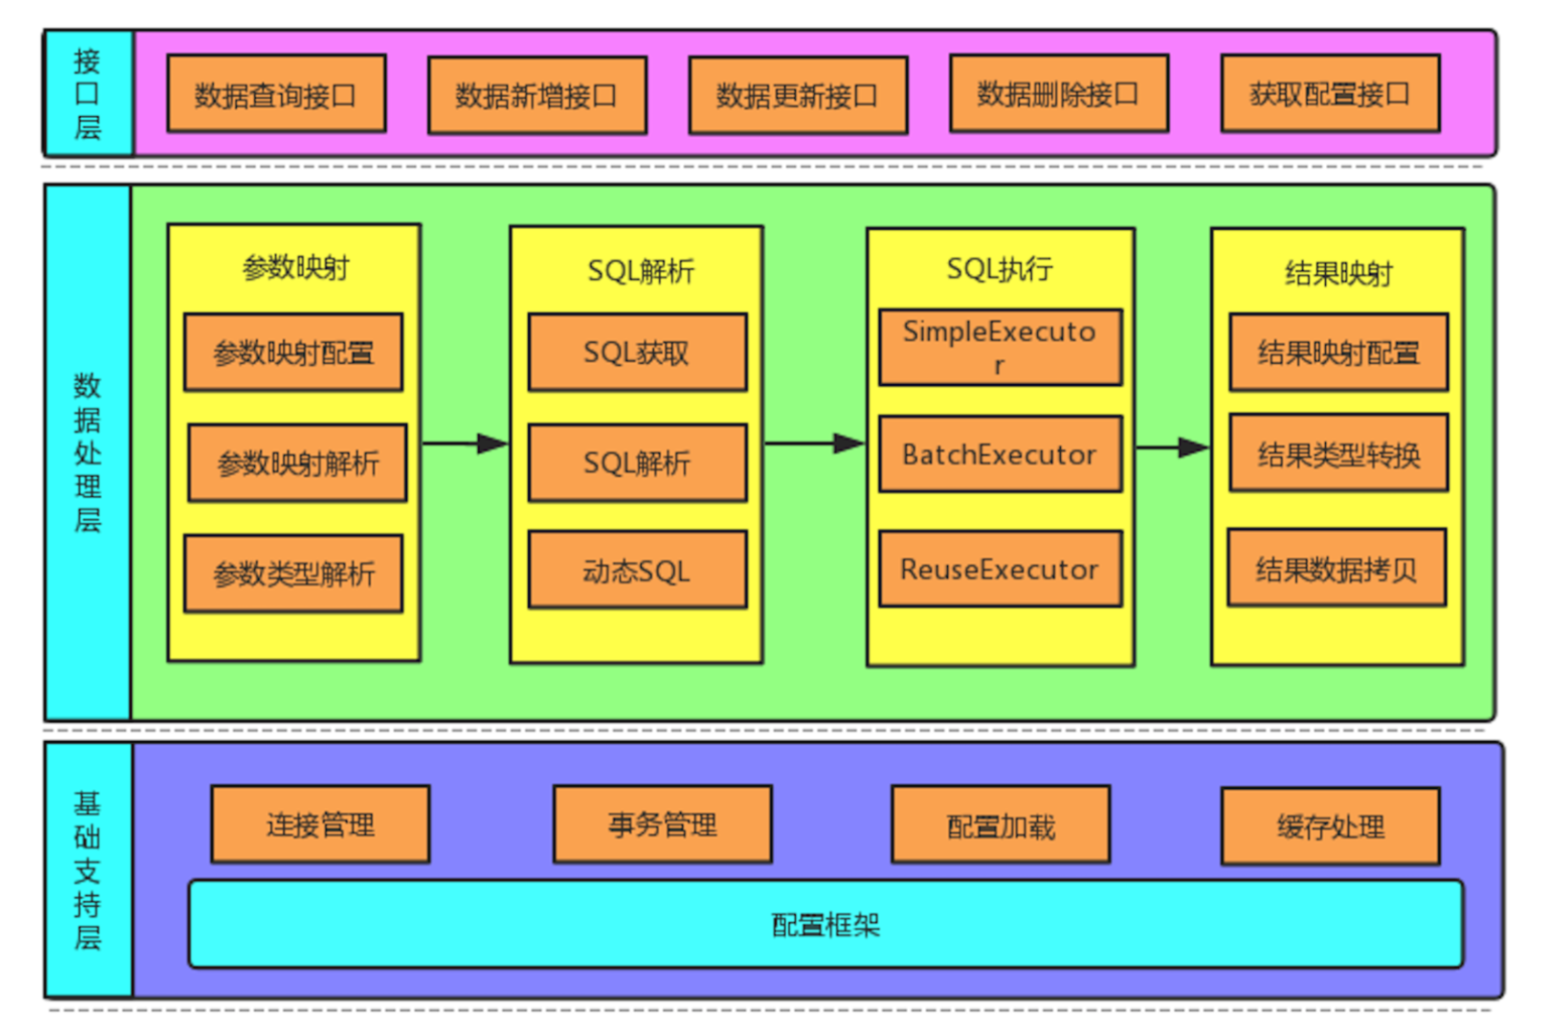 接口层
数据查询接口
数据新增接口
数据更新接口
数据删除接口
获取配置接口
数据处理层
参数映射
参数映射配置
参数映射解析
参数类型解析
SQL解析
SQL获取
SQL解析
动态SQL
SQL执行
SimpleExecuto
r
BatchExecutor
ReuseExecutor
结果映射
结果映射配置
结果类型转换
结果数据拷贝
基础支持层
连接管理
事务管理
配置加载
缓存处理
配置框架